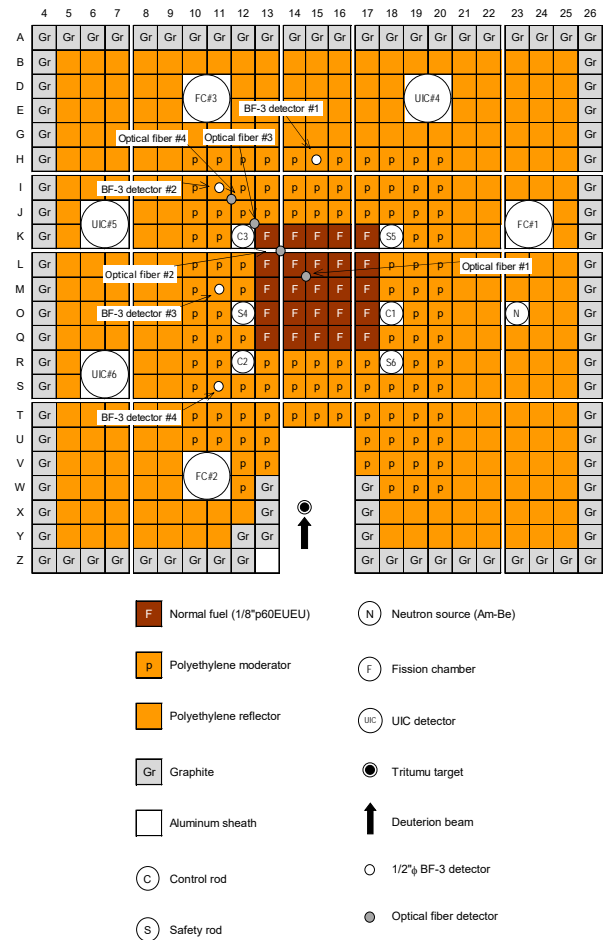 4 5 6 7 8 9 10 11 12 13 14 15 16 17 18 19 20 21 22 23 24 25 26
A Gr Gr Gr Gr Gr Gr Gr Gr Gr Gr Gr Gr Gr Gr Gr Gr Gr Gr Gr Gr Gr Gr Gr
B Gr Gr
D Gr Gr
FC#3 UIC#4
E Gr Gr
BF-3 detector #1
G Gr Gr
Optical fiber #4 Optical fiber #3
H Gr p p p p p p p p p p Gr
I Gr p p p p p p p p p p Gr
BF-3 detector #2
J Gr p p p p p p p p p p p Gr
UIC#5 FC#1
K Gr p p C3 F F F F F S5 p p Gr
L Gr p p p F F F F F p p p Gr
Optical fiber #2 Optical fiber #1
M Gr p p F F F F F p p p Gr
BF-3 detector #3
O Gr p p S4 F F F F F C1 p p N Gr
Q Gr p p p F F F F F p p p Gr
R Gr p p C2 p p p p p S6 p p Gr
UIC#6
S Gr p p p p p p p p p p Gr
BF-3 detector #4
T Gr p p p p p p p p p p p Gr
U Gr p p p p p p p p Gr
V Gr p p p p p p Gr
FC#2
W Gr p Gr Gr p p p Gr
X Gr Gr Gr Gr
Y Gr Gr Gr Gr Gr
Z Gr Gr Gr Gr Gr Gr Gr Gr Gr Gr Gr Gr Gr Gr Gr Gr Gr Gr Gr
F Normal fuel (1/8"p60EUEU)
N Neutron source (Am-Be)
p Polyethylene moderator
F Fission chamber
Polyethylene reflector
UIC UIC detector
Gr Graphite
Tritumu target
Aluminum sheath
Deuterion beam
C Control rod
1/2"ϕ BF-3 detector
S Safety rod
Optical fiber detector